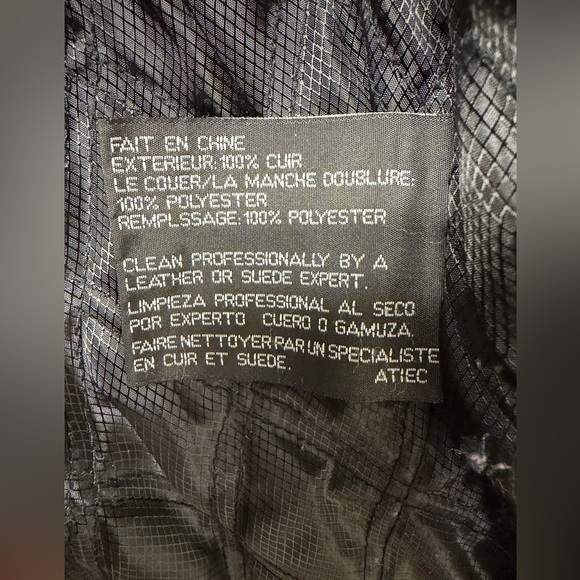 FAIT EN CHINE
EXTERIEUR: 100% CUIR
LE COUER/LA MANCHE DOUBLURE:
100% POLYESTER
REMPLSSAGE: 100% POLYESTER
CLEAN PROFESSIONALLY BY A
LEATHER OR SUEDE EXPERT.
LIMPIEZA PROFESSIONAL AL SECO
POR EXPERTO CUERO O GAMUZA.
FAIRE NETTOYER PAR UN SPECIALISTE
EN CUIR ET SUEDE.
ATIEC